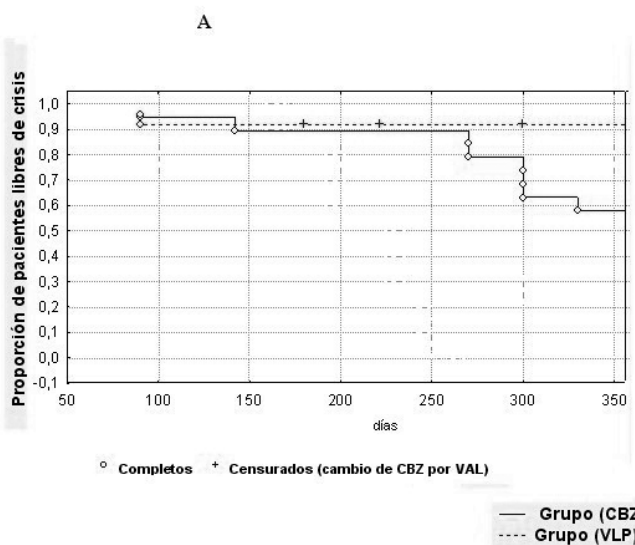 A
Proporción de pacientes libres de crisis
1,0
0,9
0,8
0,7
0,6
0,5
0,4
0,3
0,2
0,1
0,0
-0,1
50 100 150 200 250 300 350
días
Completos + Censurados (cambio de CBZ por VAL)
Grupo (CBZ
Grupo (VLP)